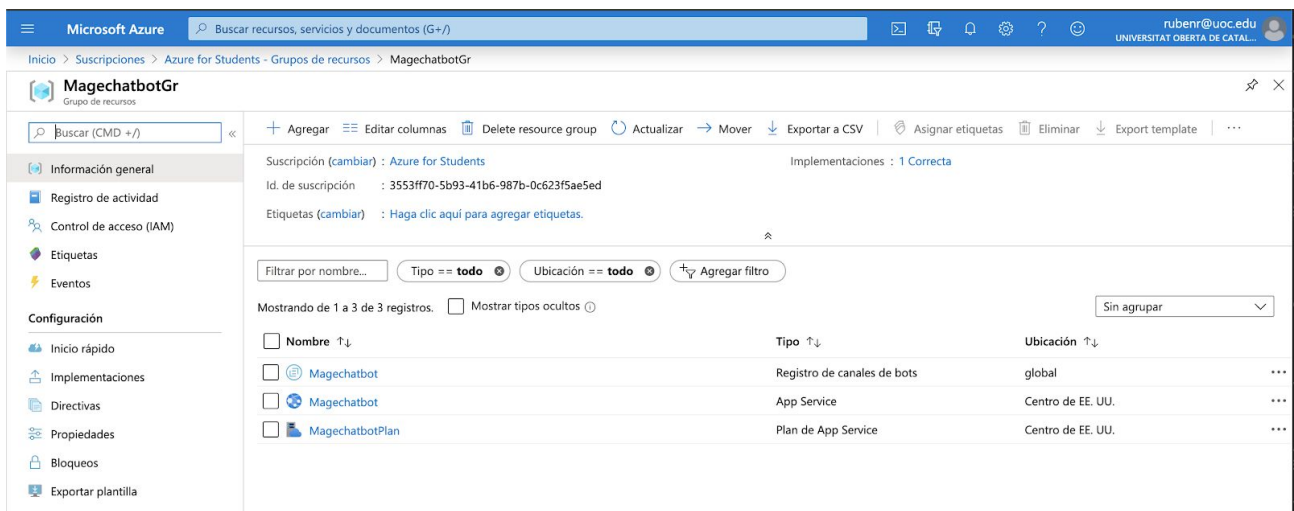 Microsoft Azure
Buscar recursos, servicios y documentos (G+/)
rubenr@uoc.edu
UNIVERSITAT OBERTA DE CATAL...
Inicio > Suscripciones > Azure for Students - Grupos de recursos > MagechatbotGr
MagechatbotGr
Grupo de recursos
Buscar (CMD +/)
Información general
Registro de actividad
Control de acceso (IAM)
Etiquetas
Eventos
Configuración
Inicio rápido
Implementaciones
Directivas
Propiedades
Bloqueos
Exportar plantilla
Agregar Editar columnas Delete resource group Actualizar Mover Exportar a CSV Asignar etiquetas Eliminar Export template ...
Suscripción (cambiar) : Azure for Students Implementaciones : 1 Correcta
Id. de suscripción : 3553ff70-5b93-41b6-987b-0c623f5ae5ed
Etiquetas (cambiar) : Haga clic aquí para agregar etiquetas.
Filtrar por nombre... Tipo == todo Ubicación == todo Agregar filtro
Mostrando de 1 a 3 de 3 registros. Mostrar tipos ocultos Sin agrupar
Nombre ↑↓ Tipo ↑↓ Ubicación ↑↓
Magechatbot Registro de canales de bots global ...
Magechatbot App Service Centro de EE. UU. ...
MagechatbotPlan Plan de App Service Centro de EE. UU. ...